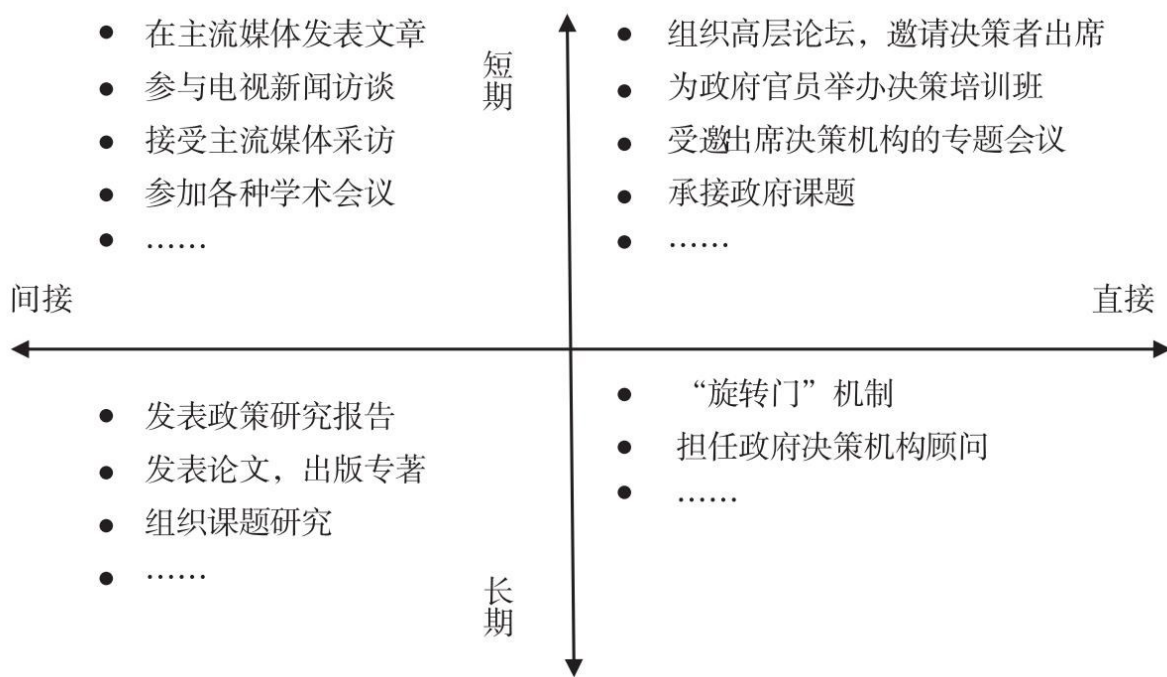 ● 在主流媒体发表文章
● 参与电视新闻访谈
● 接受主流媒体采访
● 参加各种学术会议
● ……
短期
● 组织高层论坛，邀请决策者出席
● 为政府官员举办决策培训班
● 受邀出席决策机构的专题会议
● 承接政府课题
● ……
间接
直接
● 发表政策研究报告
● 发表论文，出版专著
● 组织课题研究
● ……
长期
● “旋转门”机制
● 担任政府决策机构顾问
● ……